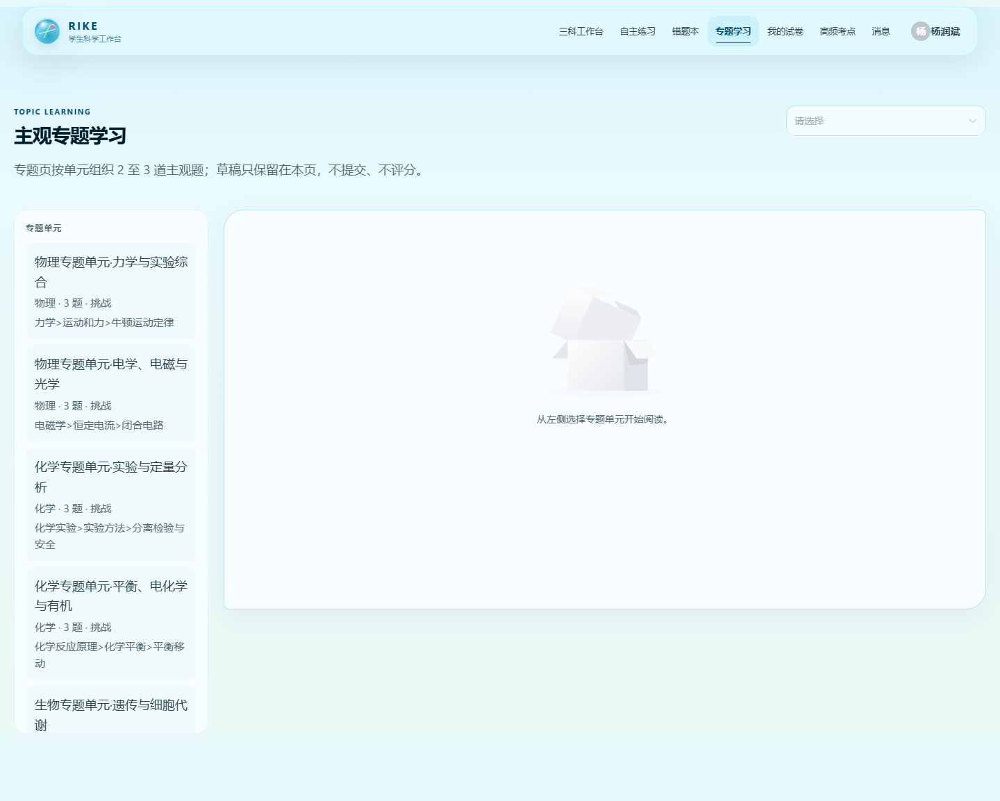 RIKE
学生科学工作台
三科工作台 自主练习 错题本 专题学习 我的试卷 高频考点 消息 杨 杨润斌
TOPIC LEARNING
主观专题学习
请选择
专题页按单元组织 2 至 3 道主观题；草稿只保留在本页，不提交、不评分。
专题单元
物理专题单元·力学与实验综
合
物理 · 3 题 · 挑战
力学>运动和力>牛顿运动定律
物理专题单元·电学、电磁与
光学
物理 · 3 题 · 挑战
电磁学>恒定电流>闭合电路
化学专题单元·实验与定量分
析
化学 · 3 题 · 挑战
化学实验>实验方法>分离检验与
安全
化学专题单元·平衡、电化学
与有机
化学 · 3 题 · 挑战
化学反应原理>化学平衡>平衡移
动
生物专题单元·遗传与细胞代
谢
从左侧选择专题单元开始阅读。